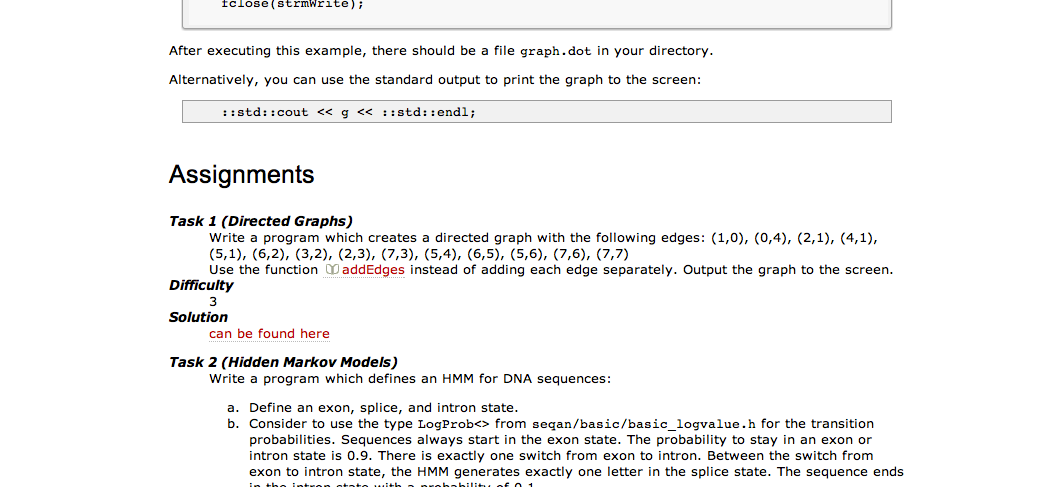 fclose(strmWrite);
After executing this example, there should be a file graph.dot in your directory.
Alternatively, you can use the standard output to print the graph to the screen:
::std::cout << g << ::std::endl;
Assignments
Task 1 (Directed Graphs)
Write a program which creates a directed graph with the following edges: (1,0), (0,4), (2,1), (4,1),
(5,1), (6,2), (3,2), (2,3), (7,3), (5,4), (6,5), (5,6), (7,6), (7,7)
Use the function addEdges instead of adding each edge separately. Output the graph to the screen.
Difficulty
3
Solution
can be found here
Task 2 (Hidden Markov Models)
Write a program which defines an HMM for DNA sequences:
a. Define an exon, splice, and intron state.
b. Consider to use the type LogProb<> from seqan/basic/basic_logvalue.h for the transition
probabilities. Sequences always start in the exon state. The probability to stay in an exon or
intron state is 0.9. There is exactly one switch from exon to intron. Between the switch from
exon to intron state, the HMM generates exactly one letter in the splice state. The sequence ends
in the intron state with a probability of 0.1.